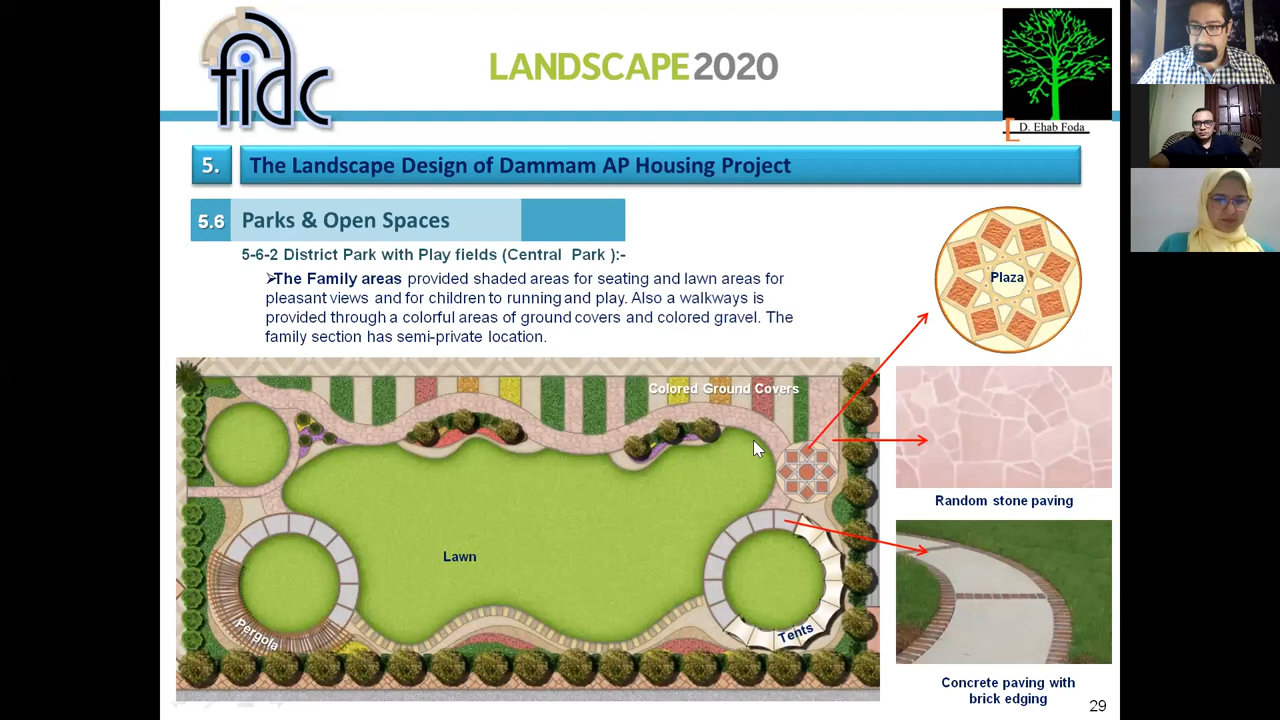 fidc
LANDSCAPE2020
D. Ehab Foda
5. The Landscape Design of Dammam AP Housing Project
5.6 Parks & Open Spaces
5-6-2 District Park with Play fields (Central Park ):-
➢The Family areas provided shaded areas for seating and lawn areas for
pleasant views and for children to running and play. Also a walkways is
provided through a colorful areas of ground covers and colored gravel. The
family section has semi-private location.
Plaza
Colored Ground Covers
Random stone paving
Lawn
Pergola
Tents
Concrete paving with
brick edging
29